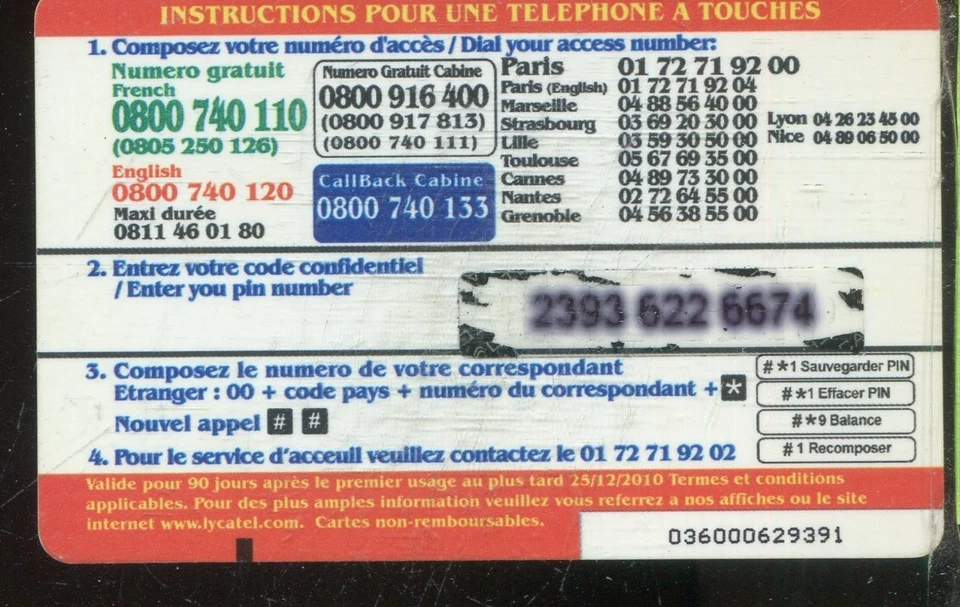 INSTRUCTIONS POUR UNE TELEPHONE A TOUCHES
1. Composez votre numéro d'accès / Dial your access number:
Numero gratuit
French
0800 740 110
(0805 250 126)
English
0800 740 120
Maxi durée
0811 46 01 80
Numero Gratuit Cabine
0800 916 400
(0800 917 813)
(0800 740 111)
CallBack Cabine
0800 740 133
Paris 01 72 71 92 00
Paris (English) 01 72 71 92 04
Marseille 04 88 56 40 00
Strasbourg 03 69 20 30 00
Lille 03 59 30 50 00
Toulouse 05 67 69 35 00
Cannes 04 89 73 30 00
Nantes 02 72 64 55 00
Grenoble 04 56 38 55 00
Lyon 04 26 23 45 00
Nice 04 89 06 50 00
2. Entrez votre code confidentiel
/ Enter you pin number
2393 622 6674
3. Composez le numero de votre correspondant
Etranger : 00 + code pays + numéro du correspondant + *
Nouvel appel # #
4. Pour le service d'acceuil veuillez contactez le 01 72 71 92 02
# *1 Sauvegarder PIN
# *1 Effacer PIN
# *9 Balance
# 1 Recomposer
Valide pour 90 jours après le premier usage au plus tard 25/12/2010 Termes et conditions
applicables. Pour des plus amples information veuillez vous referrez a nos affiches ou le site
internet www.lycatel.com. Cartes non-remboursables.
036000629391